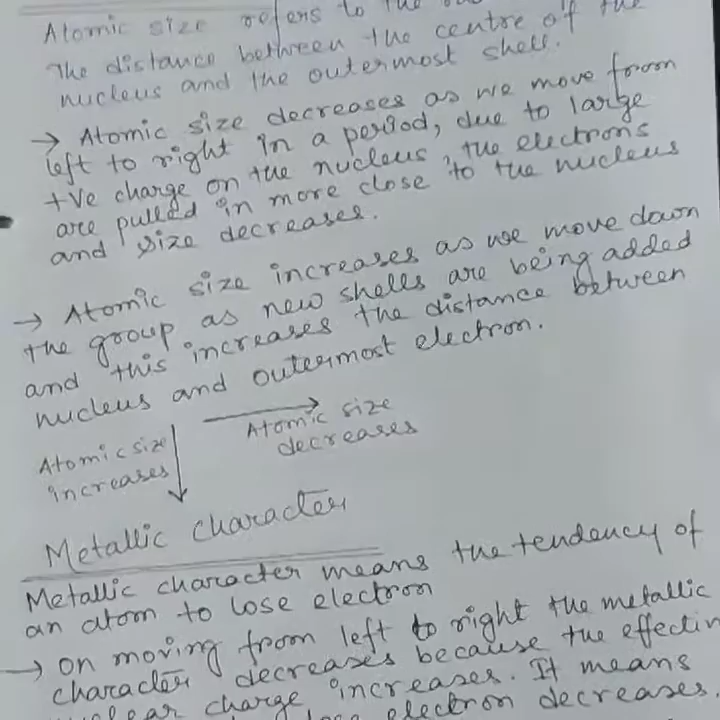 Atomic size refers to the
The distance between the centre of the
nucleus and the outermost shell.
→ Atomic size decreases as we move from
left to right in a period, due to large
+ve charge on the nucleus, the electrons
are pulled in more close to the nucleus
and size decreases.
→ Atomic size increases as we move down
the group as new shells are being added
and this increases the distance between
nucleus and outermost electron.
Atomic size
decreases
Atomic size
increases
Metallic character
Metallic character means the tendency of
an atom to lose electron
→ On moving from left to right the metallic
character decreases because the effectiv
nuclear charge increases. It means
lose electron decreases.